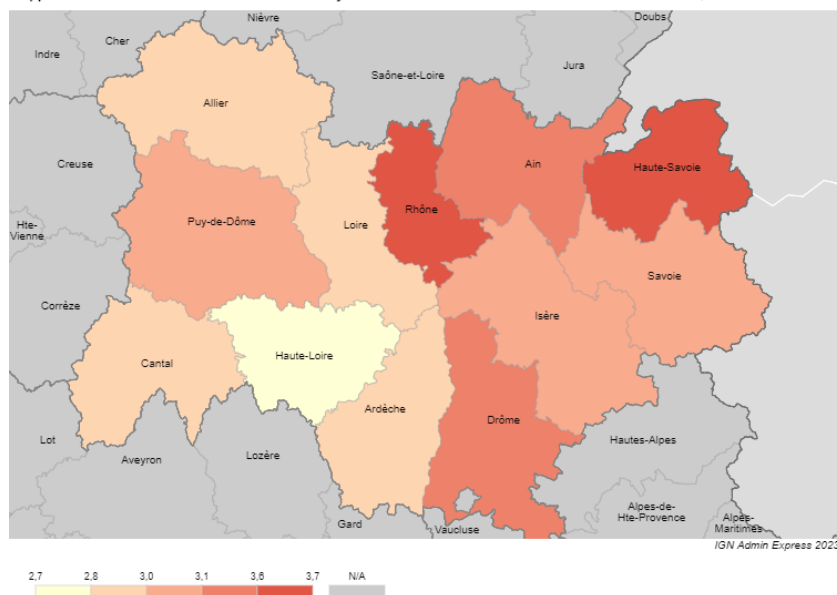 Nièvre
Doubs
Cher
Indre
Saône-et-Loire
Jura
Allier
Creuse
Ain
Haute-Savoie
Rhône
Puy-de-Dôme
Loire
Hte-
Vienne
Savoie
Corrèze
Isère
Haute-Loire
Cantal
Ardèche
Drôme
Lot
Hautes-Alpes
Aveyron
Lozère
Alpes-de-
Hte-Provence
Gard
Vaucluse
Alpes-
Maritimes
IGN Admin Express 2023
2,7 2,8 3,0 3,1 3,6 3,7 N/A